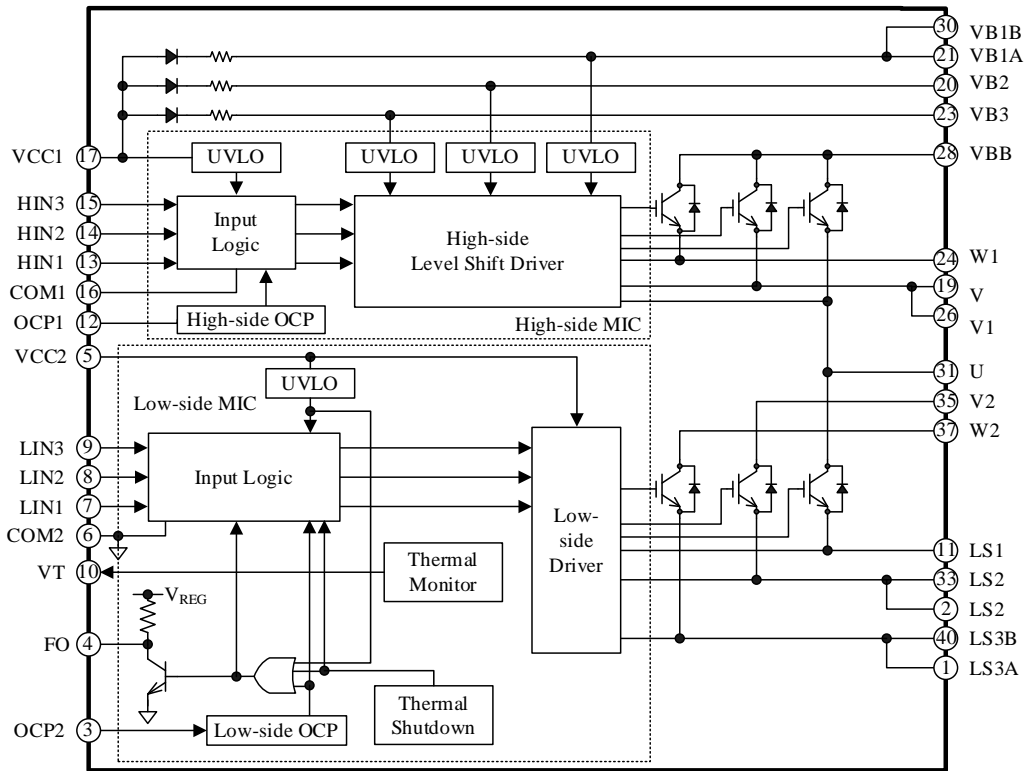 30 VB1B
21 VB1A
20 VB2
23 VB3
VCC1 17
UVLO
UVLO
UVLO
UVLO
28 VBB
HIN3 15
HIN2 14
HIN1 13
COM1 16
OCP1 12
Input
Logic
High-side
Level Shift Driver
High-side OCP
High-side MIC
24 W1
19 V
26 V1
VCC2 5
UVLO
Low-side MIC
31 U
35 V2
37 W2
LIN3 9
LIN2 8
LIN1 7
COM2 6
Input Logic
Low-
side
Driver
VT 10
Thermal
Monitor
11 LS1
33 LS2
2 LS2
40 LS3B
1 LS3A
VREG
FO 4
Thermal
Shutdown
OCP2 3
Low-side OCP